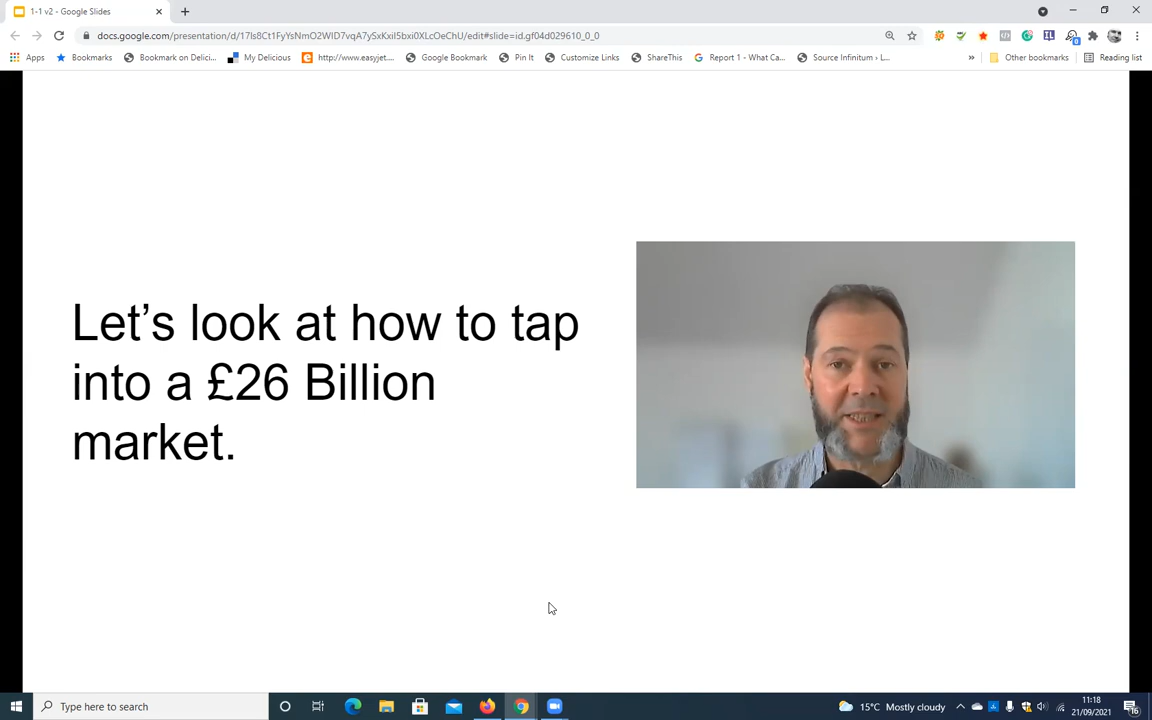 1-1 v2 - Google Slides
docs.google.com/presentation/d/17Is8Ct1FyYsNmO2WID7vqA7ySxKxiI5bxi0XLcOeChU/edit#slide=id.gf04d029610_0_0
Apps Bookmarks Bookmark on Delici... My Delicious http://www.easyjet.... Google Bookmark Pin It Customize Links ShareThis Report 1 - What Ca... Source Infinitum › L... » Other bookmarks Reading list
Let’s look at how to tap
into a £26 Billion
market.
Type here to search
15°C Mostly cloudy
11:18
21/09/2021
16